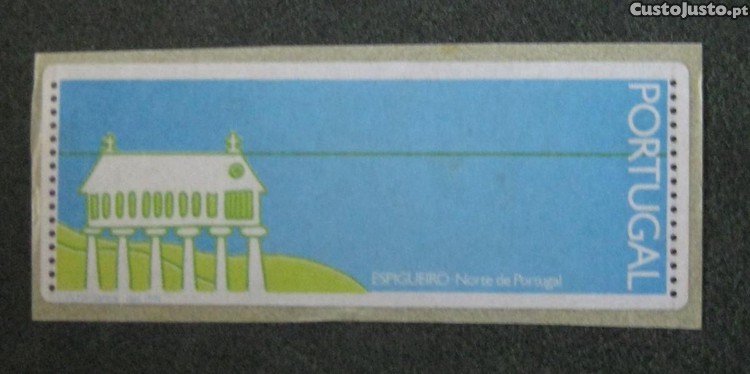 CustoJusto.pt
PORTUGAL
ESPIGUEIRO Norte de Portugal